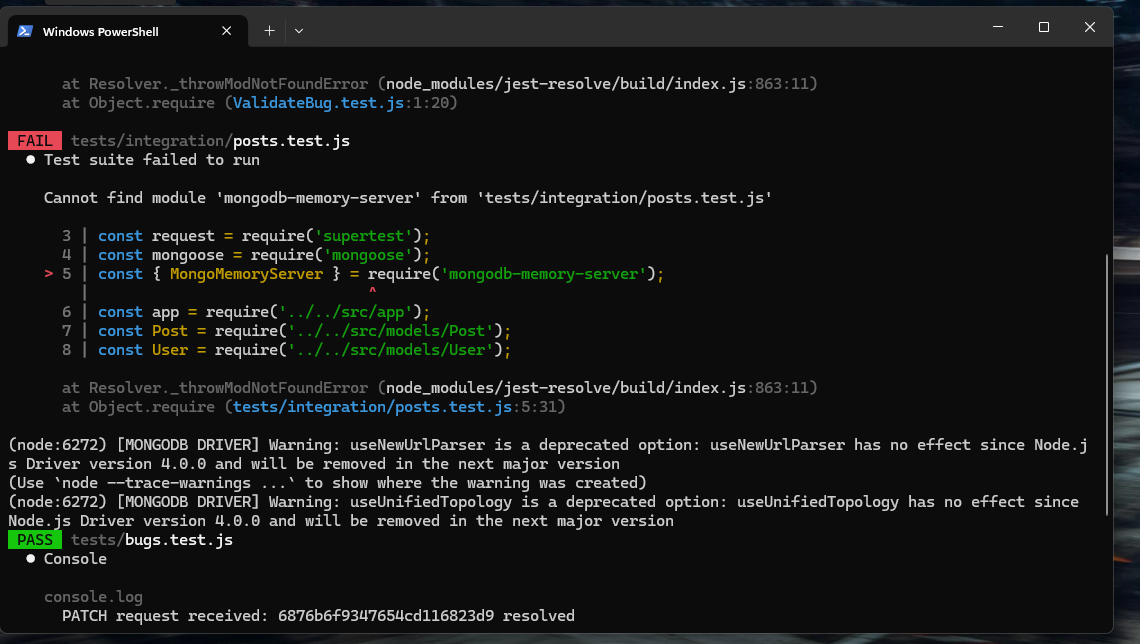 Windows PowerShell
at Resolver._throwModNotFoundError (node_modules/jest-resolve/build/index.js:863:11)
at Object.require (ValidateBug.test.js:1:20)
FAIL tests/integration/posts.test.js
● Test suite failed to run
Cannot find module 'mongodb-memory-server' from 'tests/integration/posts.test.js'
3 | const request = require('supertest');
4 | const mongoose = require('mongoose');
> 5 | const { MongoMemoryServer } = require('mongodb-memory-server');
| ^
6 | const app = require('../../src/app');
7 | const Post = require('../../src/models/Post');
8 | const User = require('../../src/models/User');
at Resolver._throwModNotFoundError (node_modules/jest-resolve/build/index.js:863:11)
at Object.require (tests/integration/posts.test.js:5:31)
(node:6272) [MONGODB DRIVER] Warning: useNewUrlParser is a deprecated option: useNewUrlParser has no effect since Node.j
s Driver version 4.0.0 and will be removed in the next major version
(Use `node --trace-warnings ...` to show where the warning was created)
(node:6272) [MONGODB DRIVER] Warning: useUnifiedTopology is a deprecated option: useUnifiedTopology has no effect since
Node.js Driver version 4.0.0 and will be removed in the next major version
PASS tests/bugs.test.js
● Console
console.log
PATCH request received: 6876b6f9347654cd116823d9 resolved